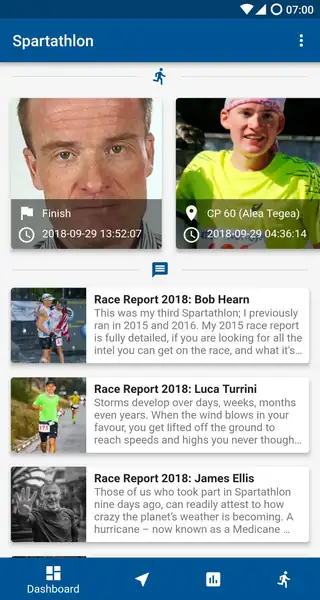 07:00
Spartathlon
Finish
2018-09-29 13:52:07
CP 60 (Alea Tegea)
2018-09-29 04:36:14
Race Report 2018: Bob Hearn
This was my third Spartathlon; I previously
ran in 2015 and 2016. My 2015 race report
is fully detailed, if you are looking for all the
intel you can get on the race, and what it's...
Race Report 2018: Luca Turrini
Storms develop over days, weeks, months
even years. When the wind blows in your
favour, you get lifted off the ground to
reach speeds and highs you never though...
Race Report 2018: James Ellis
Those of us who took part in Spartathlon
nine days ago, can readily attest to how
crazy the planet's weather is becoming. A
hurricane – now known as a Medicane ...
Dashboard